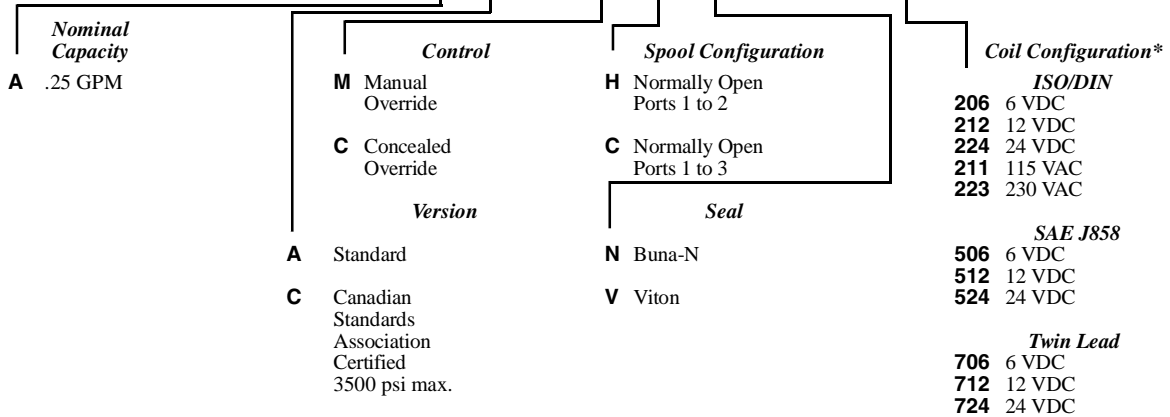 Nominal
Capacity
A .25 GPM
Control
M Manual
Override
C Concealed
Override
Version
A Standard
C Canadian
Standards
Association
Certified
3500 psi max.
Spool Configuration
H Normally Open
Ports 1 to 2
C Normally Open
Ports 1 to 3
Seal
N Buna-N
V Viton
Coil Configuration*
ISO/DIN
206 6 VDC
212 12 VDC
224 24 VDC
211 115 VAC
223 230 VAC
SAE J858
506 6 VDC
512 12 VDC
524 24 VDC
Twin Lead
706 6 VDC
712 12 VDC
724 24 VDC